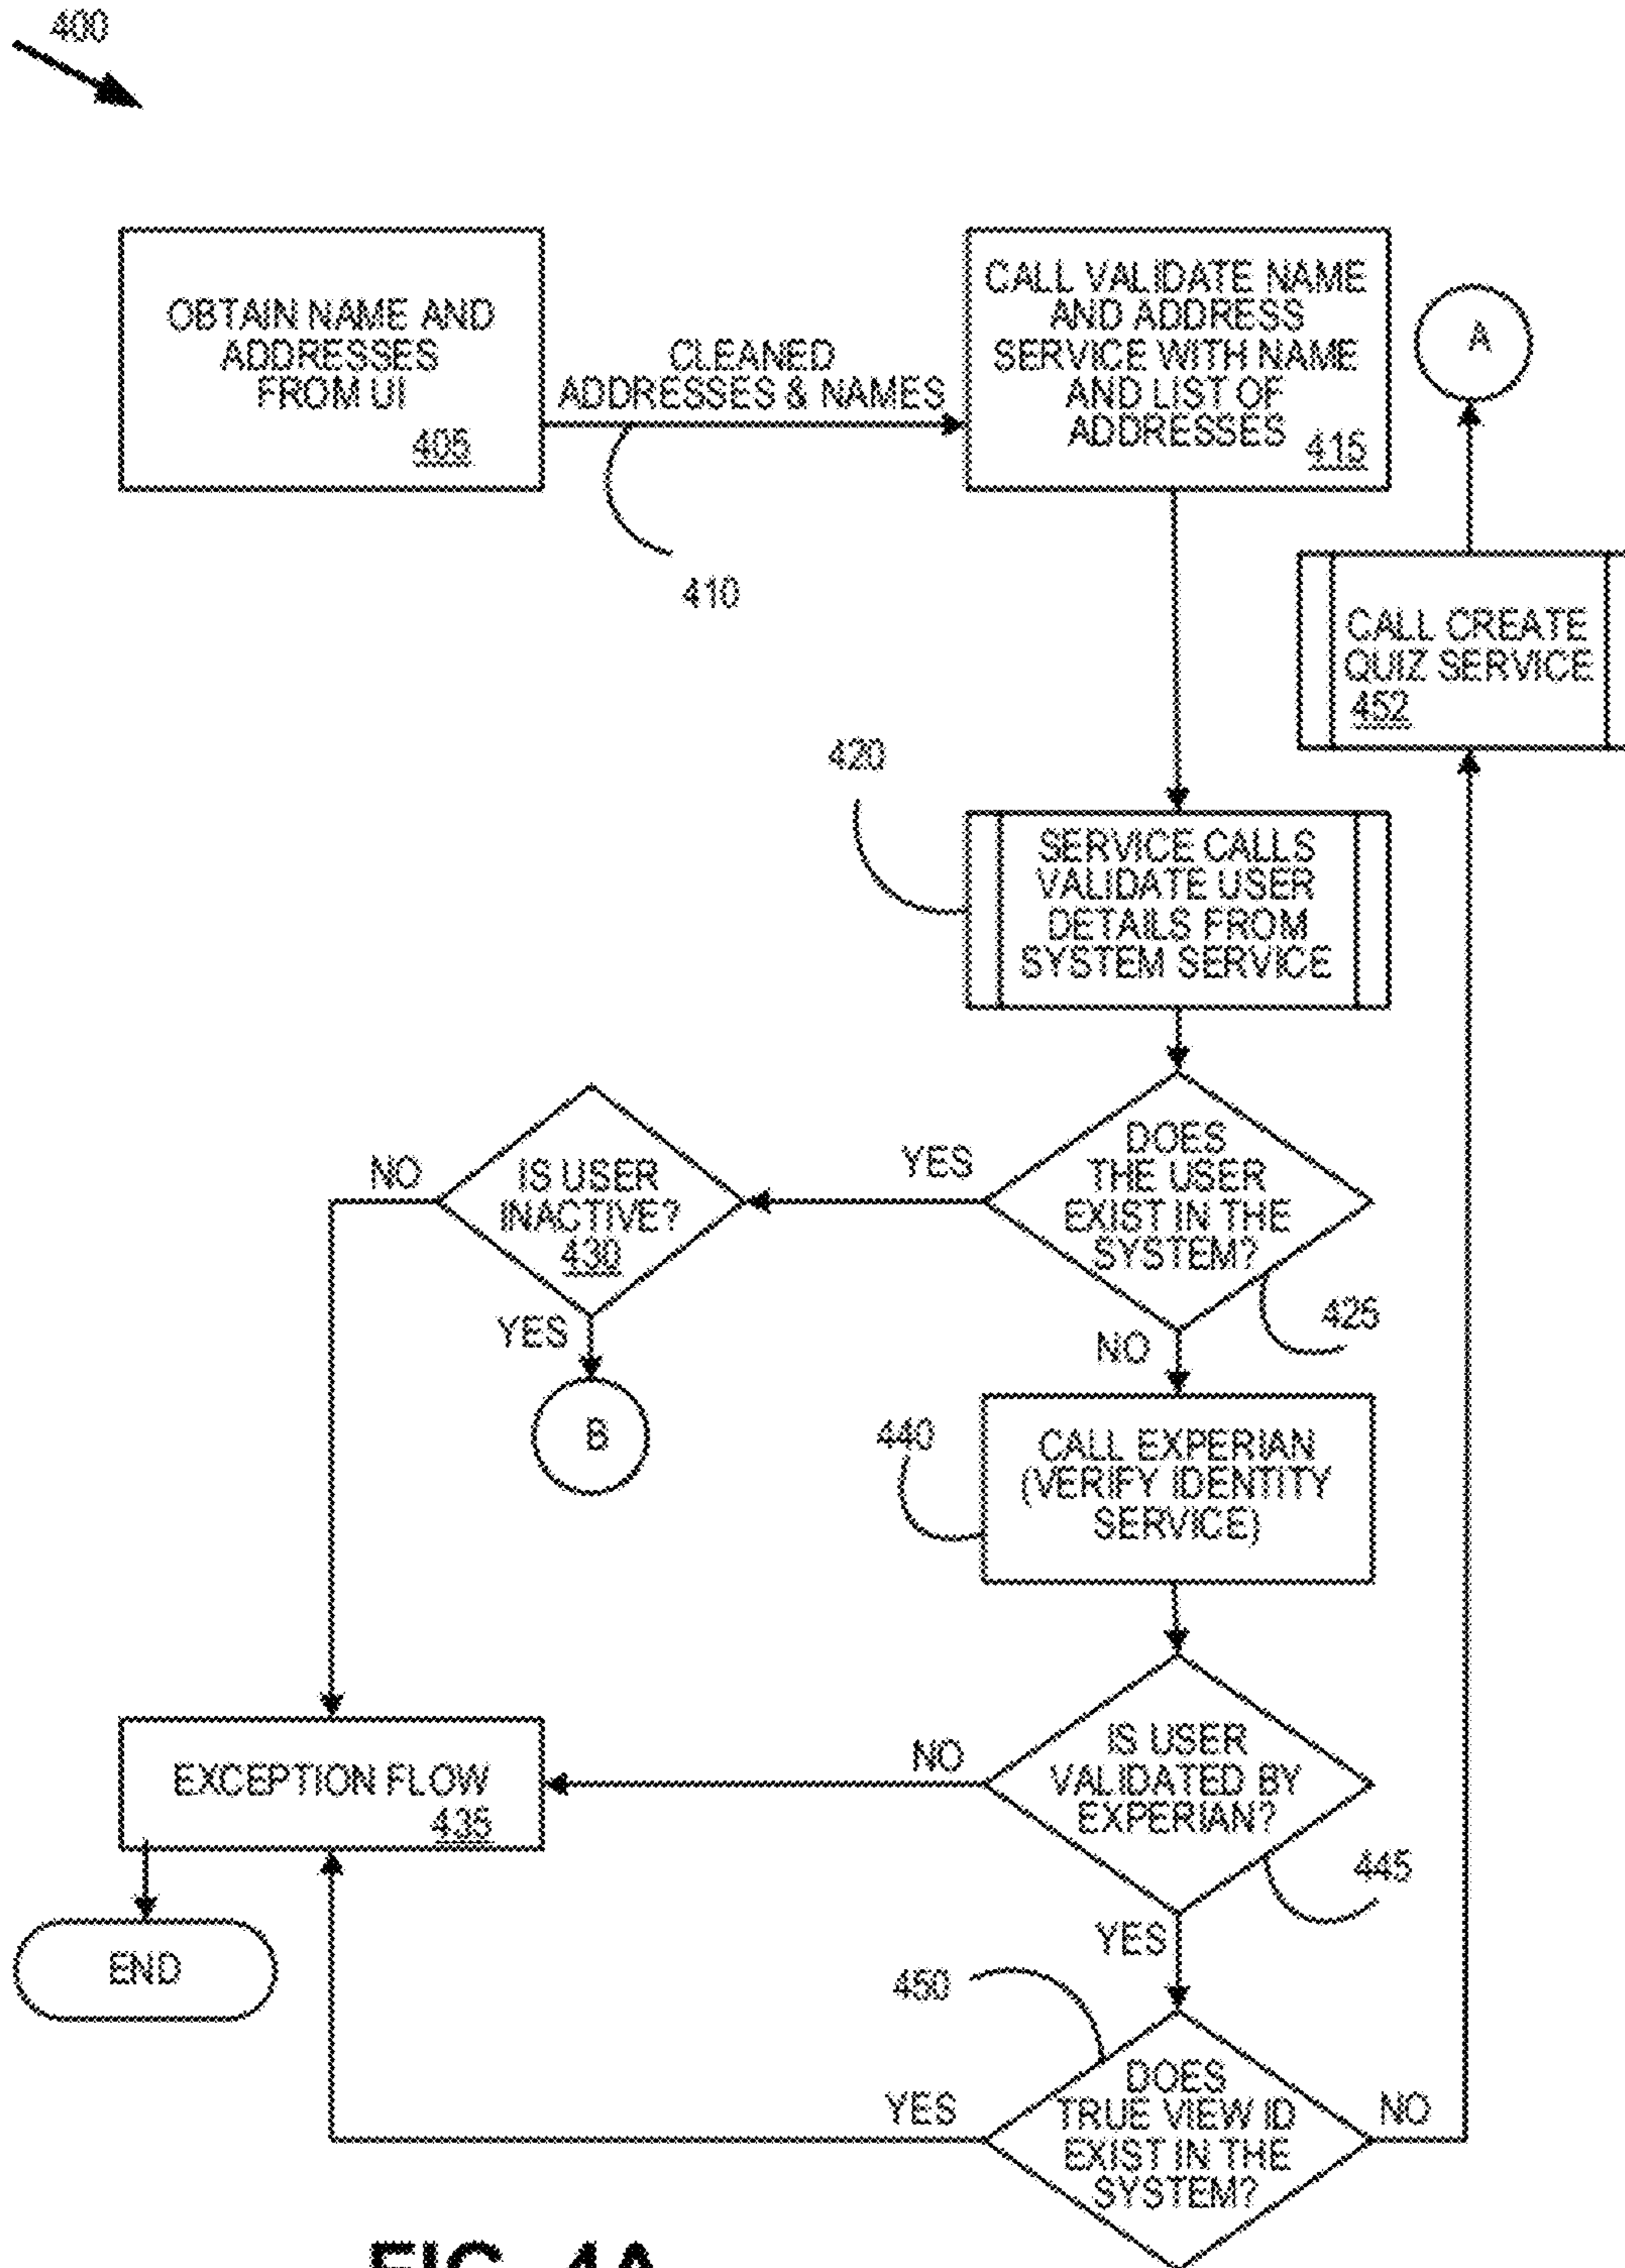 400
OBTAIN NAME AND
ADDRESSES
FROM UI
405
CLEANED
ADDRESSES & NAMES
410
CALL VALIDATE NAME
AND ADDRESS
SERVICE WITH NAME
AND LIST OF
ADDRESSES
415
A
CALL CREATE
QUIZ SERVICE
452
420
SERVICE CALLS
VALIDATE USER
DETAILS FROM
SYSTEM SERVICE
DOES
THE USER
EXIST IN THE
SYSTEM?
425
YES
NO
IS USER
INACTIVE?
430
NO
YES
B
440
CALL EXPERIAN
(VERIFY IDENTITY
SERVICE)
IS USER
VALIDATED BY
EXPERIAN?
445
NO
YES
EXCEPTION FLOW
435
END
450
DOES
TRUE VIEW ID
EXIST IN THE
SYSTEM?
YES
NO
FIG. 4A